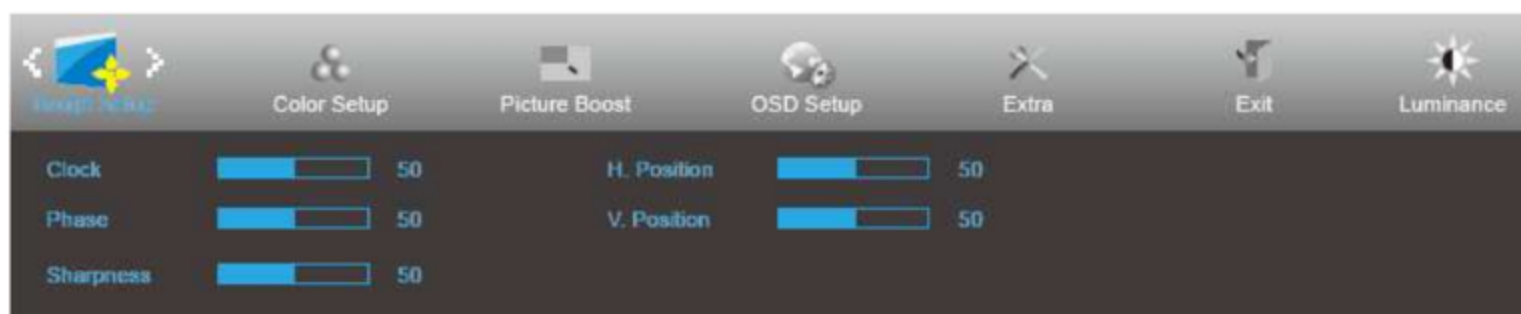 Color Setup
Picture Boost
OSD Setup
Extra
Exit
Luminance
Clock 50
H. Position 50
Phase 50
V. Position 50
Sharpness 50